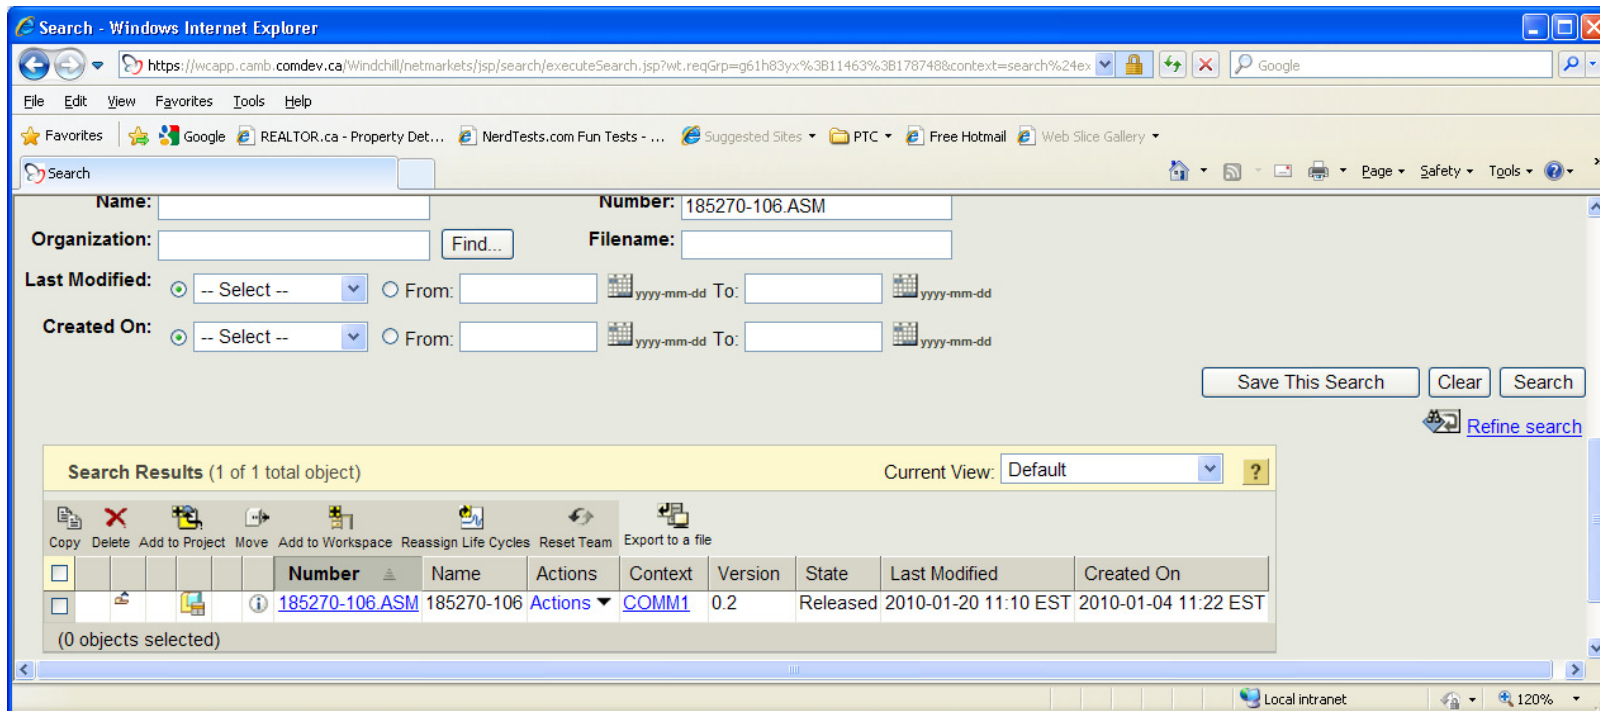 Search - Windows Internet Explorer
https://wcapp.camb.comdev.ca/Windchill/netmarkets/jsp/search/executeSearch.jsp?wt.reqGrp=g61h83yx%3B11463%3B178748&context=search%24ex Google
File Edit View Favorites Tools Help
Favorites Google REALTOR.ca - Property Det... NerdTests.com Fun Tests - ... Suggested Sites PTC Free Hotmail Web Slice Gallery
Search Page Safety Tools
Name: Number: 185270-106.ASM
Organization: Find... Filename:
Last Modified: -- Select -- From: yyyy-mm-dd To: yyyy-mm-dd
Created On: -- Select -- From: yyyy-mm-dd To: yyyy-mm-dd
Save This Search Clear Search
Refine search
Search Results (1 of 1 total object) Current View: Default ?
Copy Delete Add to Project Move Add to Workspace Reassign Life Cycles Reset Team Export to a file
Number Name Actions Context Version State Last Modified Created On
185270-106.ASM 185270-106 Actions COMM1 0.2 Released 2010-01-20 11:10 EST 2010-01-04 11:22 EST
(0 objects selected)
Local intranet 120%